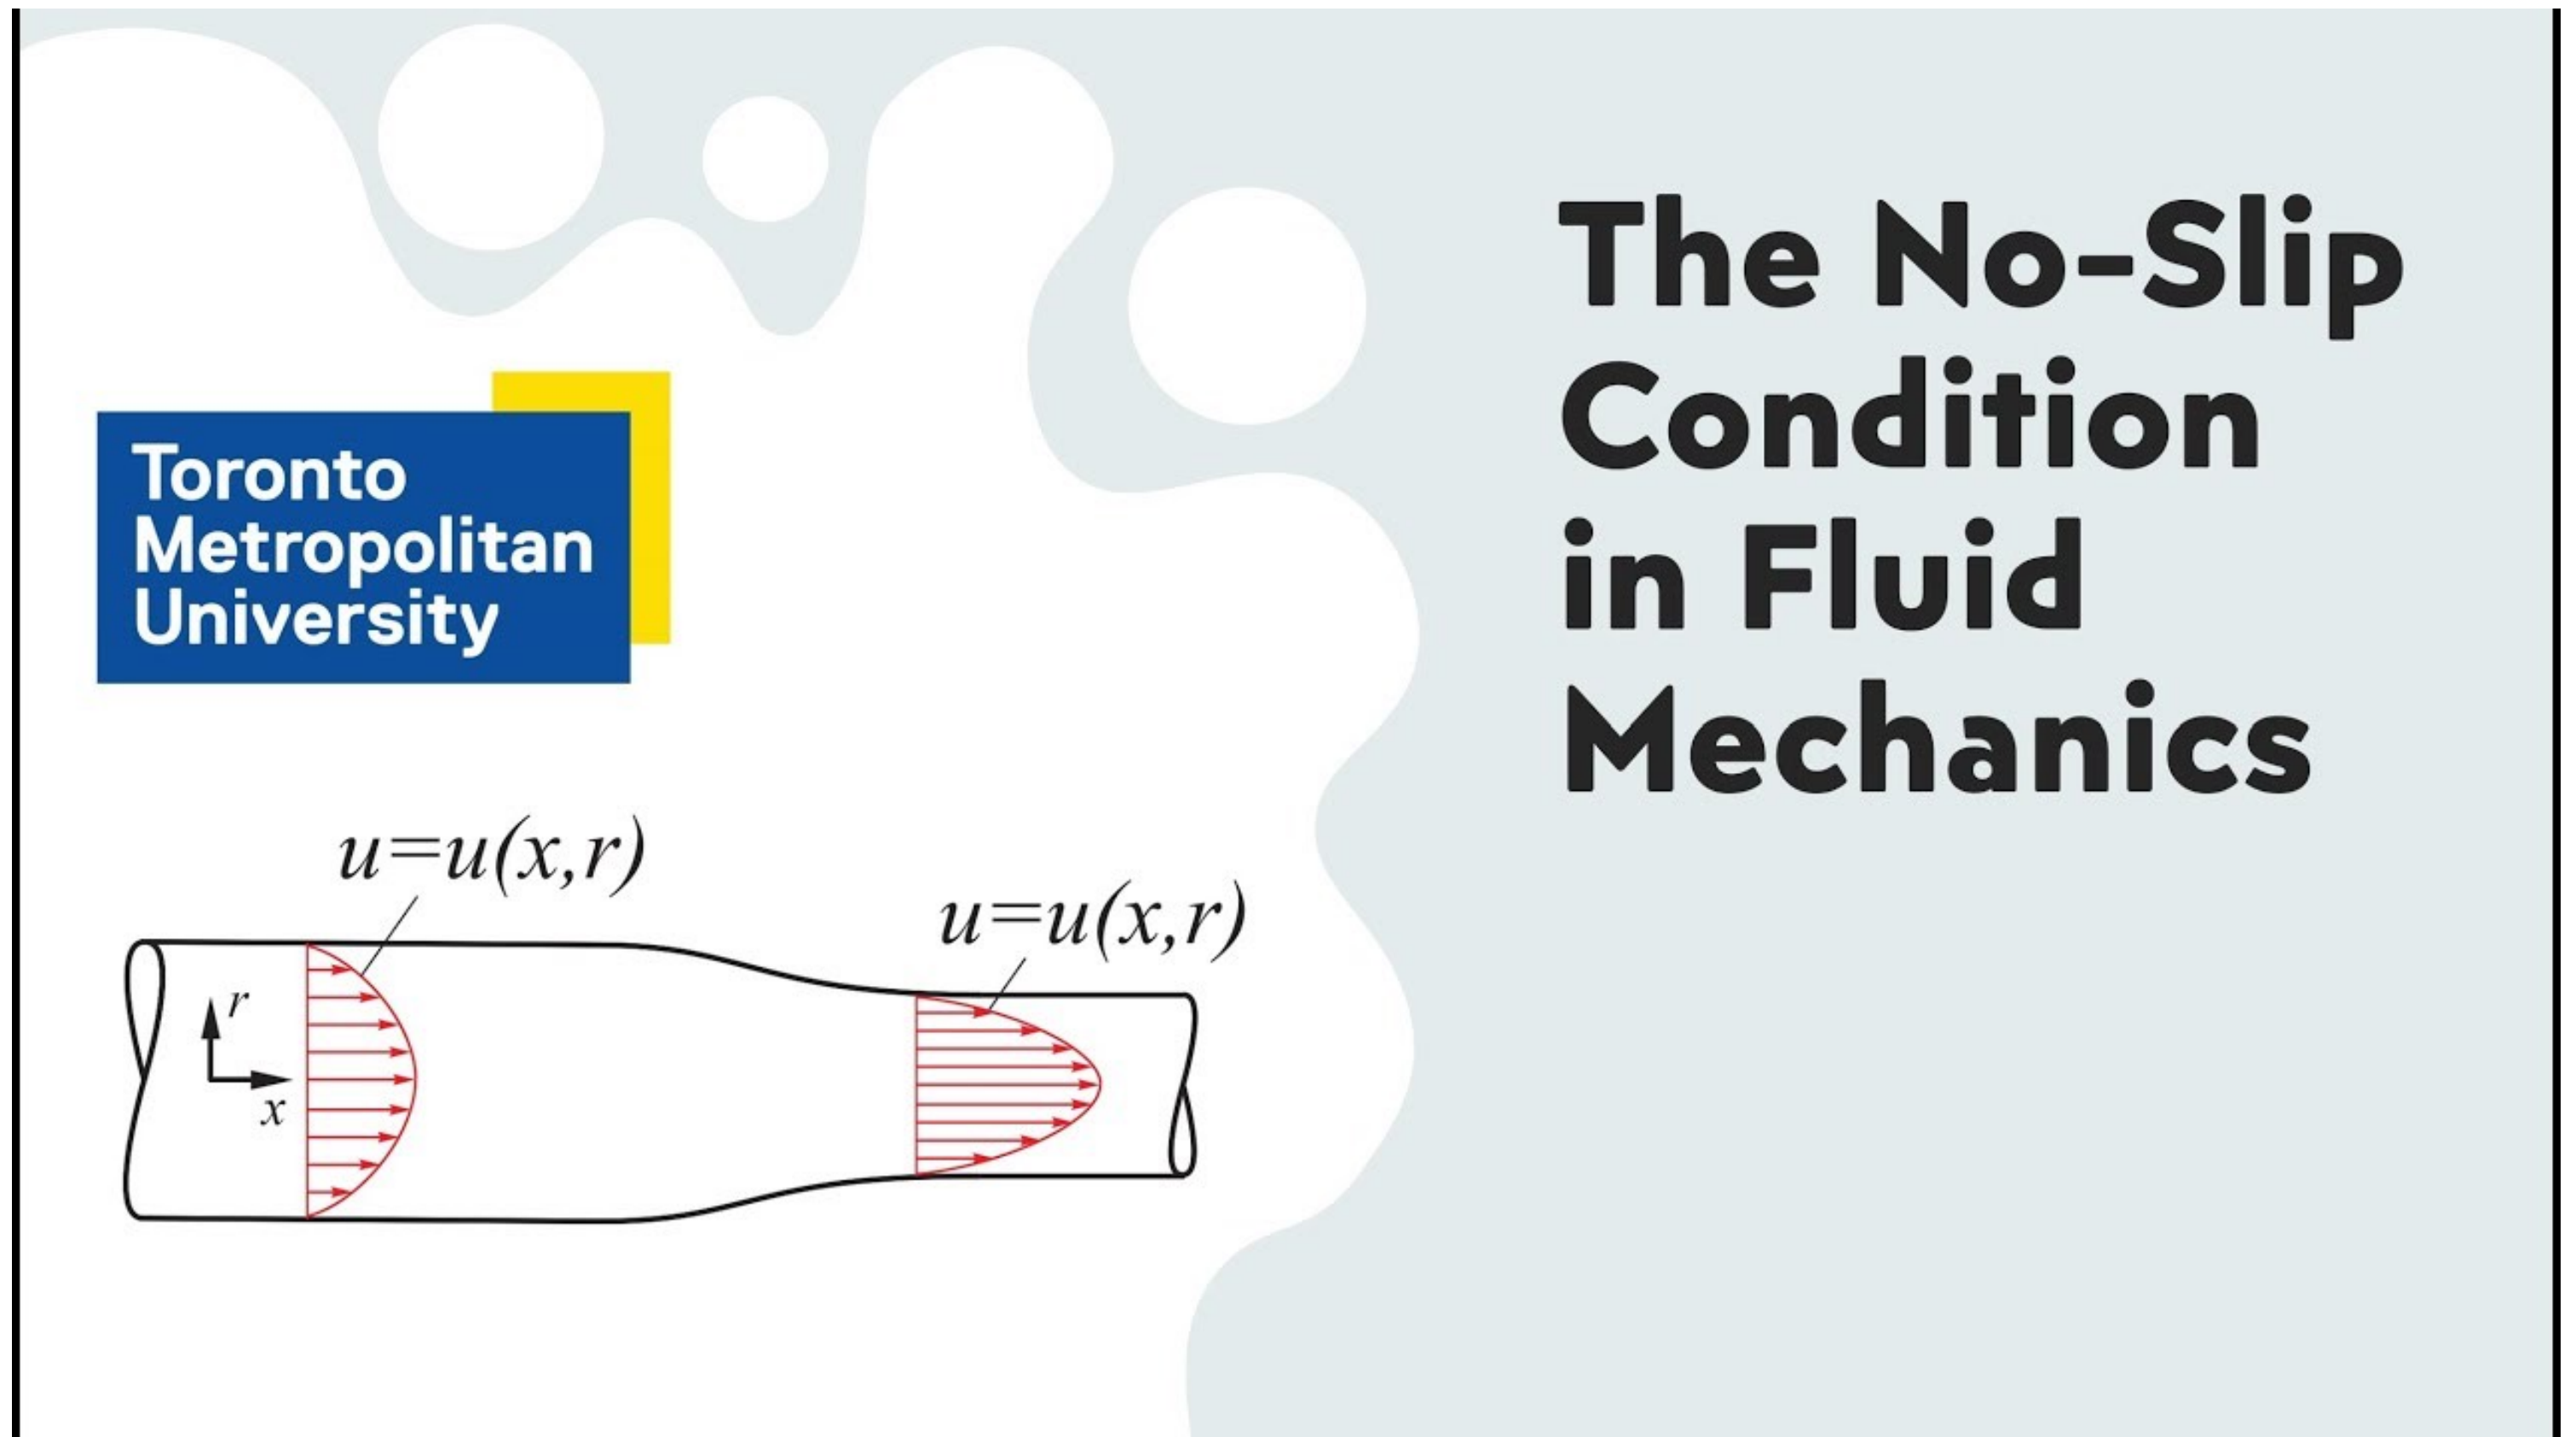 The No-Slip
Condition
in Fluid
Mechanics
Toronto
Metropolitan
University
u=u(x,r)
u=u(x,r)
r
x